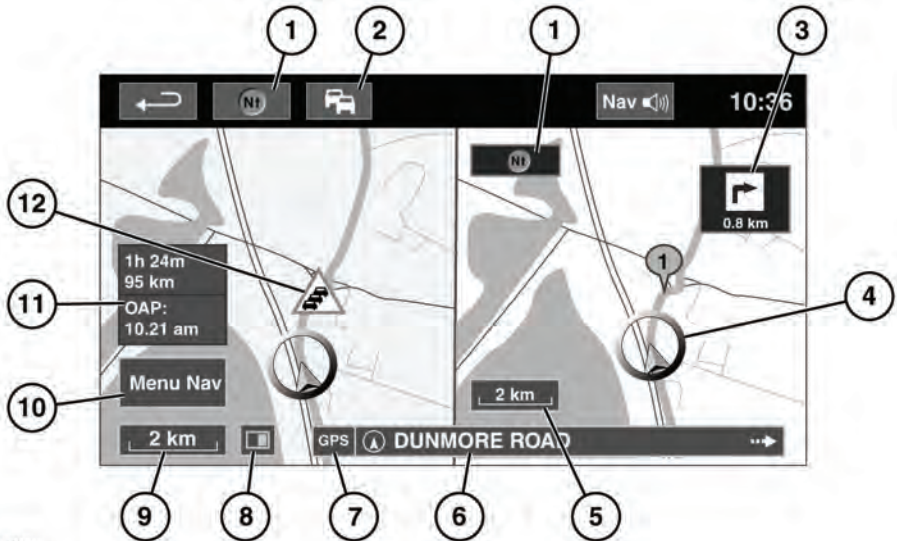 1
2
1
3
N↑
Nav
10:36
N↑
0.8 km
12
1h 24m
95 km
1
11
OAP:
10.21 am
4
Menu Nav
10
2 km
2 km
GPS
DUNMORE ROAD
9
8
7
6
5